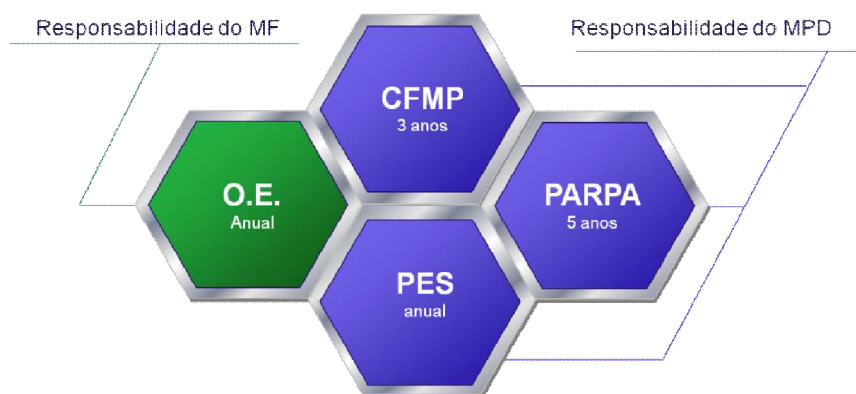 Responsabilidade do MF
Responsabilidade do MPD
CFMP
3 anos
O.E.
Anual
PARPA
5 anos
PES
anual